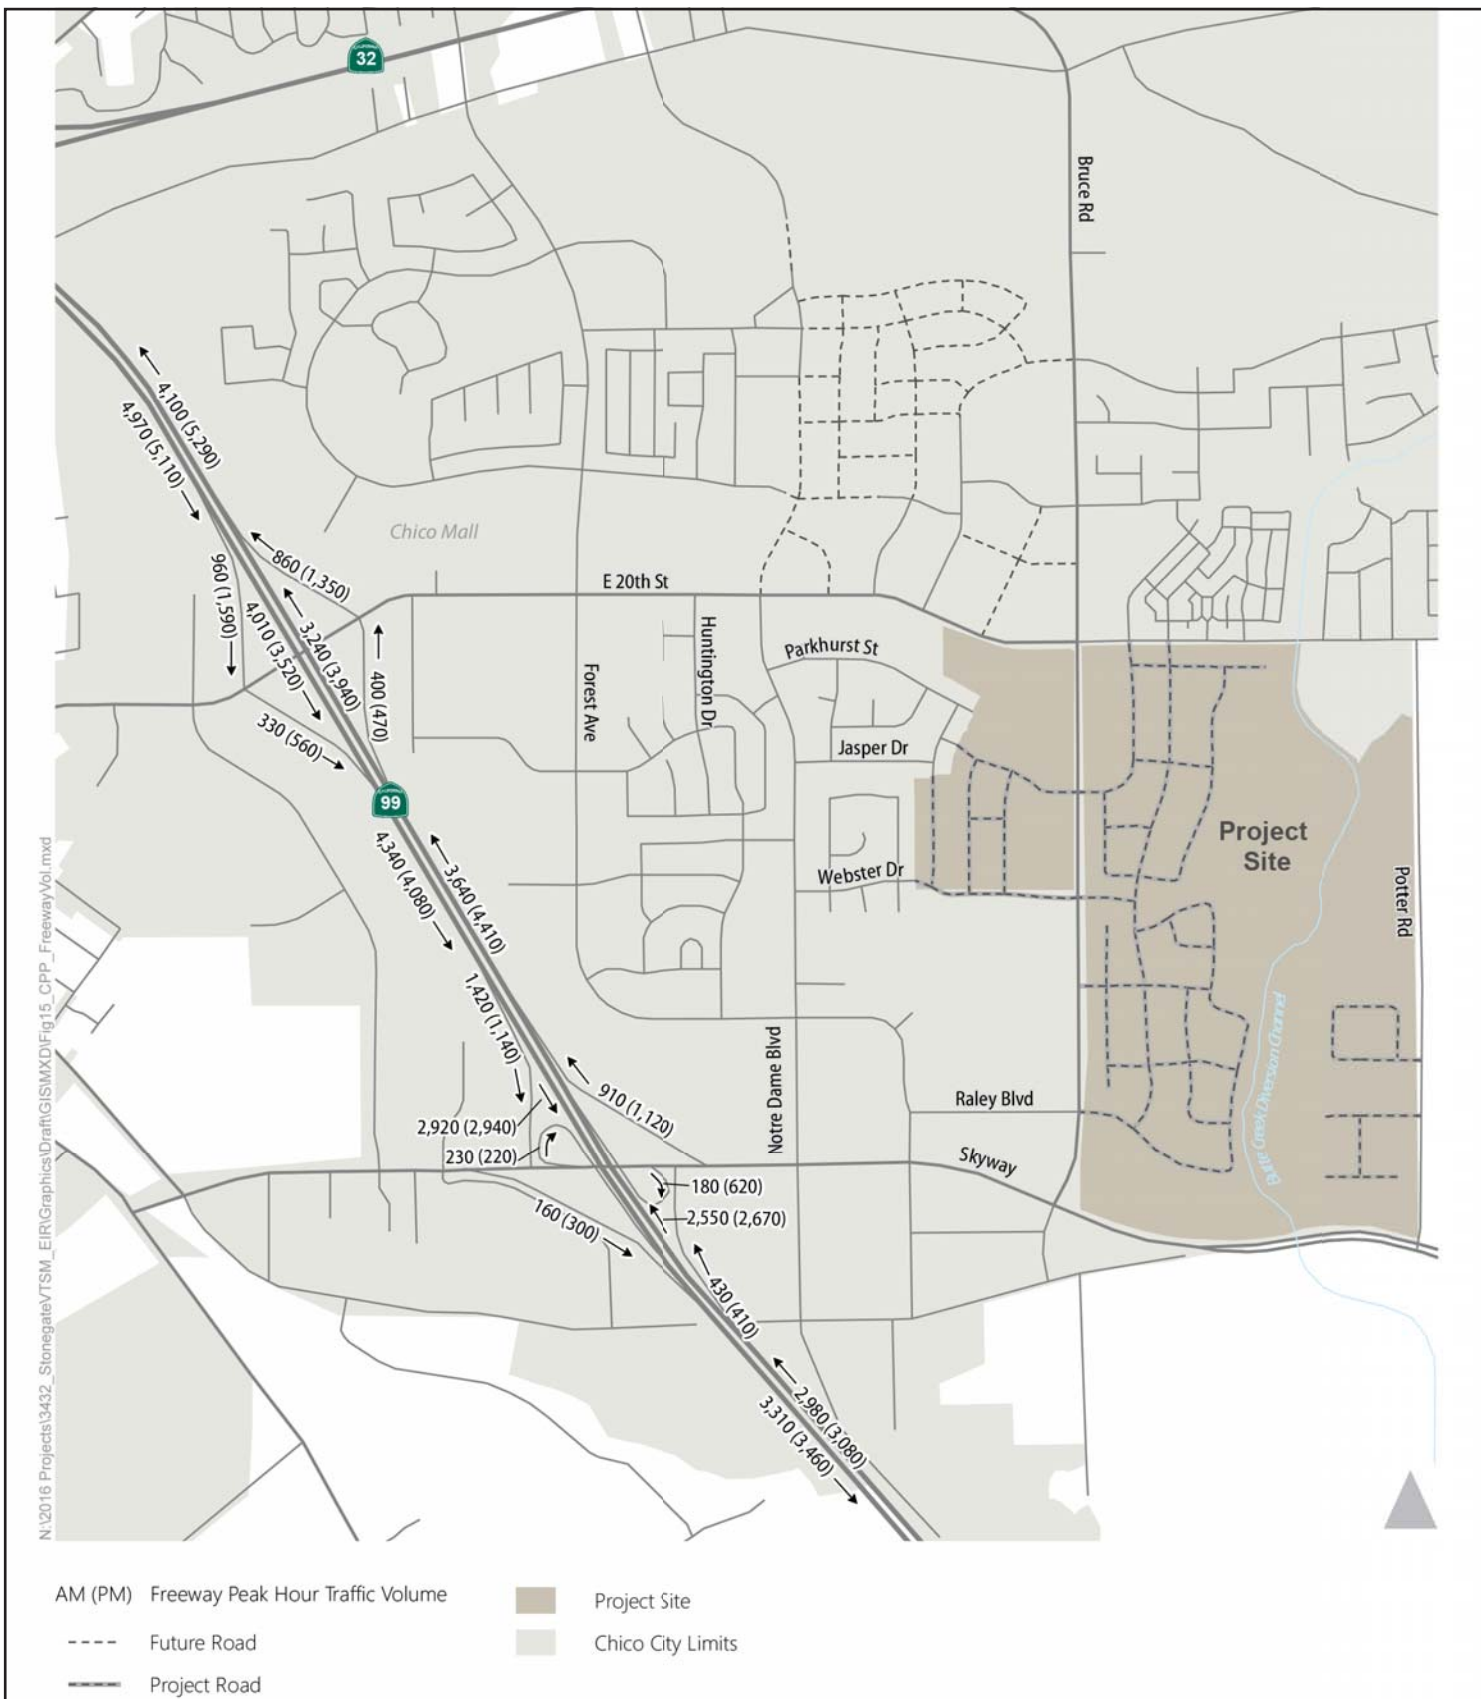 CALIFORNIA
32
Bruce Rd
4,100 (5,290)
4,970 (5,110)
Chico Mall
860 (1,350)
960 (1,590)
E 20th St
4,010 (3,520)
3,240 (3,940)
400 (470)
330 (560)
Forest Ave
Huntington Dr
Parkhurst St
Jasper Dr
CALIFORNIA
99
Project
Site
4,340 (4,080)
3,640 (4,410)
Webster Dr
Potter Rd
1,420 (1,140)
Butte Creek Diversion Channel
Notre Dame Blvd
910 (1,120)
Raley Blvd
2,920 (2,940)
230 (220)
Skyway
180 (620)
2,550 (2,670)
160 (300)
430 (410)
2,980 (3,080)
3,310 (3,460)
N:\2016 Projects\3432_StonegateVTSM_EIR\Graphics\Draft\GIS\MXD\Fig15_CPP_FreewayVol.mxd
AM (PM) Freeway Peak Hour Traffic Volume
Future Road
Project Road
Project Site
Chico City Limits